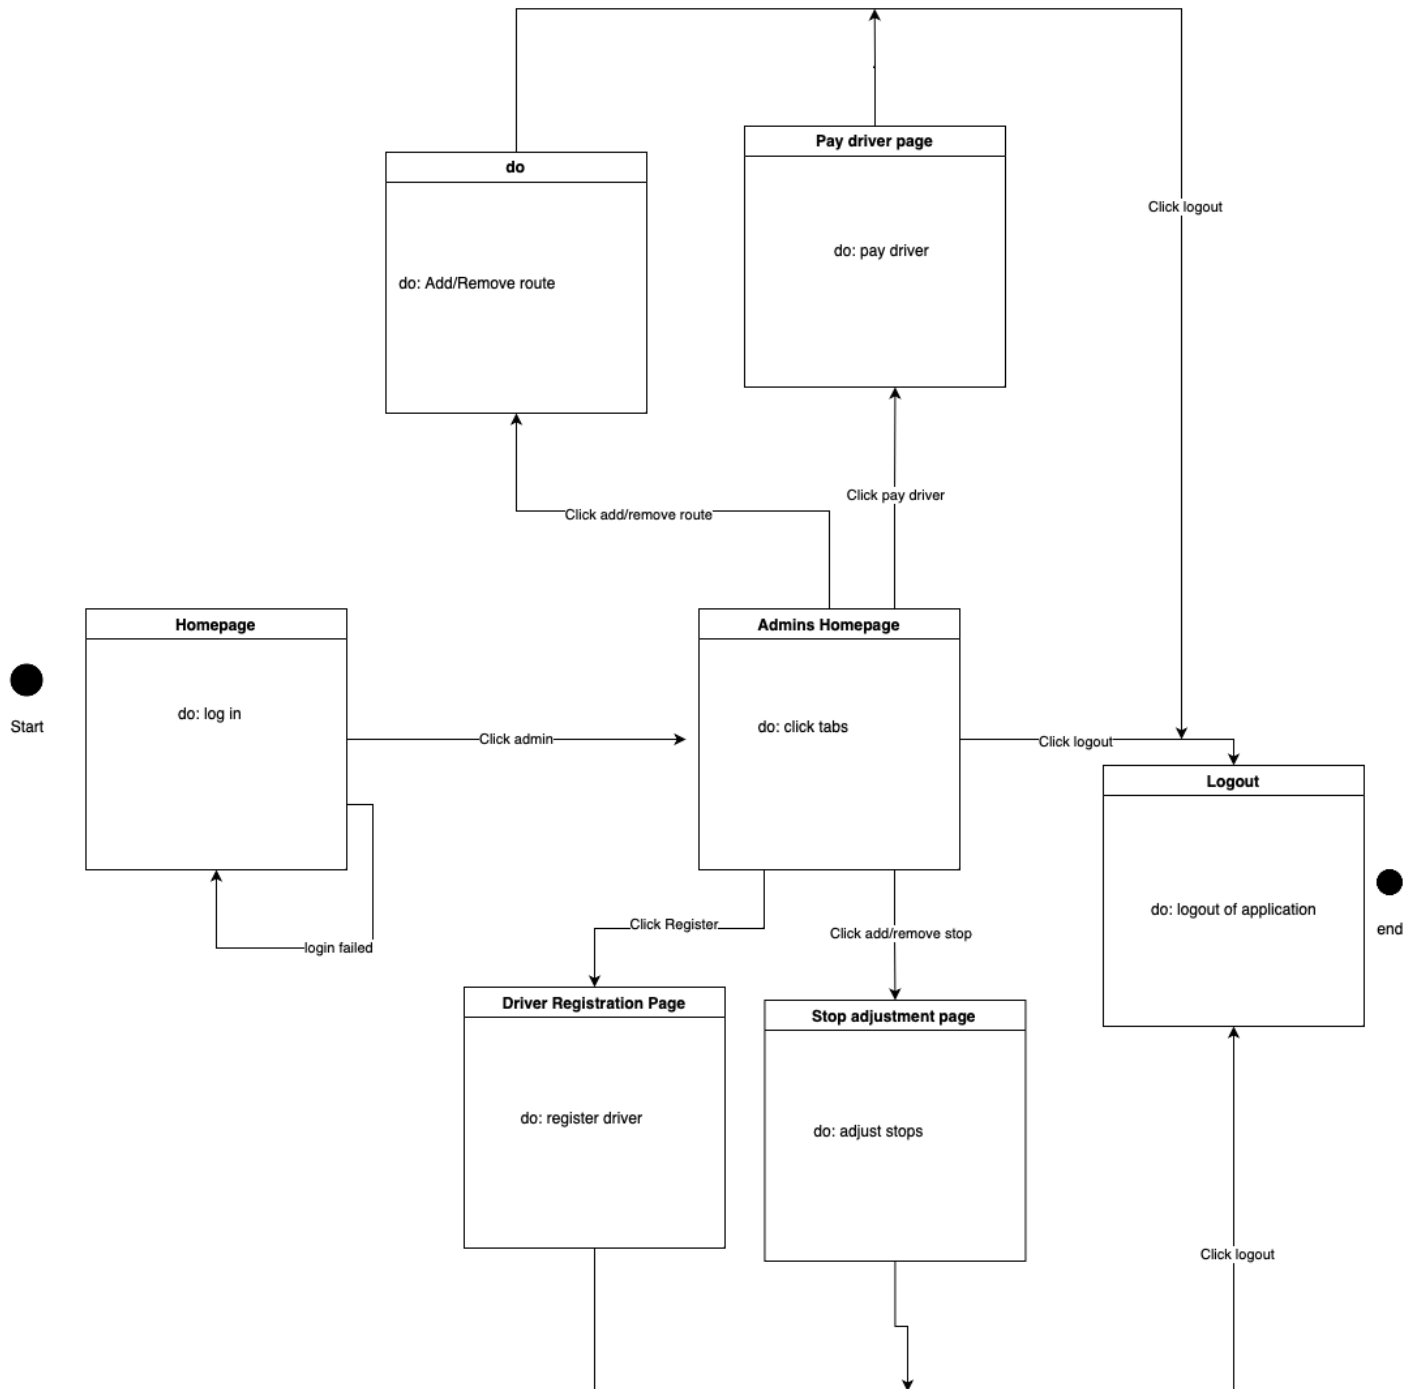 Pay driver page
do
Click logout
do: pay driver
do: Add/Remove route
Click pay driver
Click add/remove route
Homepage
Admins Homepage
do: log in
Start
do: click tabs
Click admin
Click logout
Logout
do: logout of application
end
Click Register
Click add/remove stop
login failed
Driver Registration Page
Stop adjustment page
do: register driver
do: adjust stops
Click logout